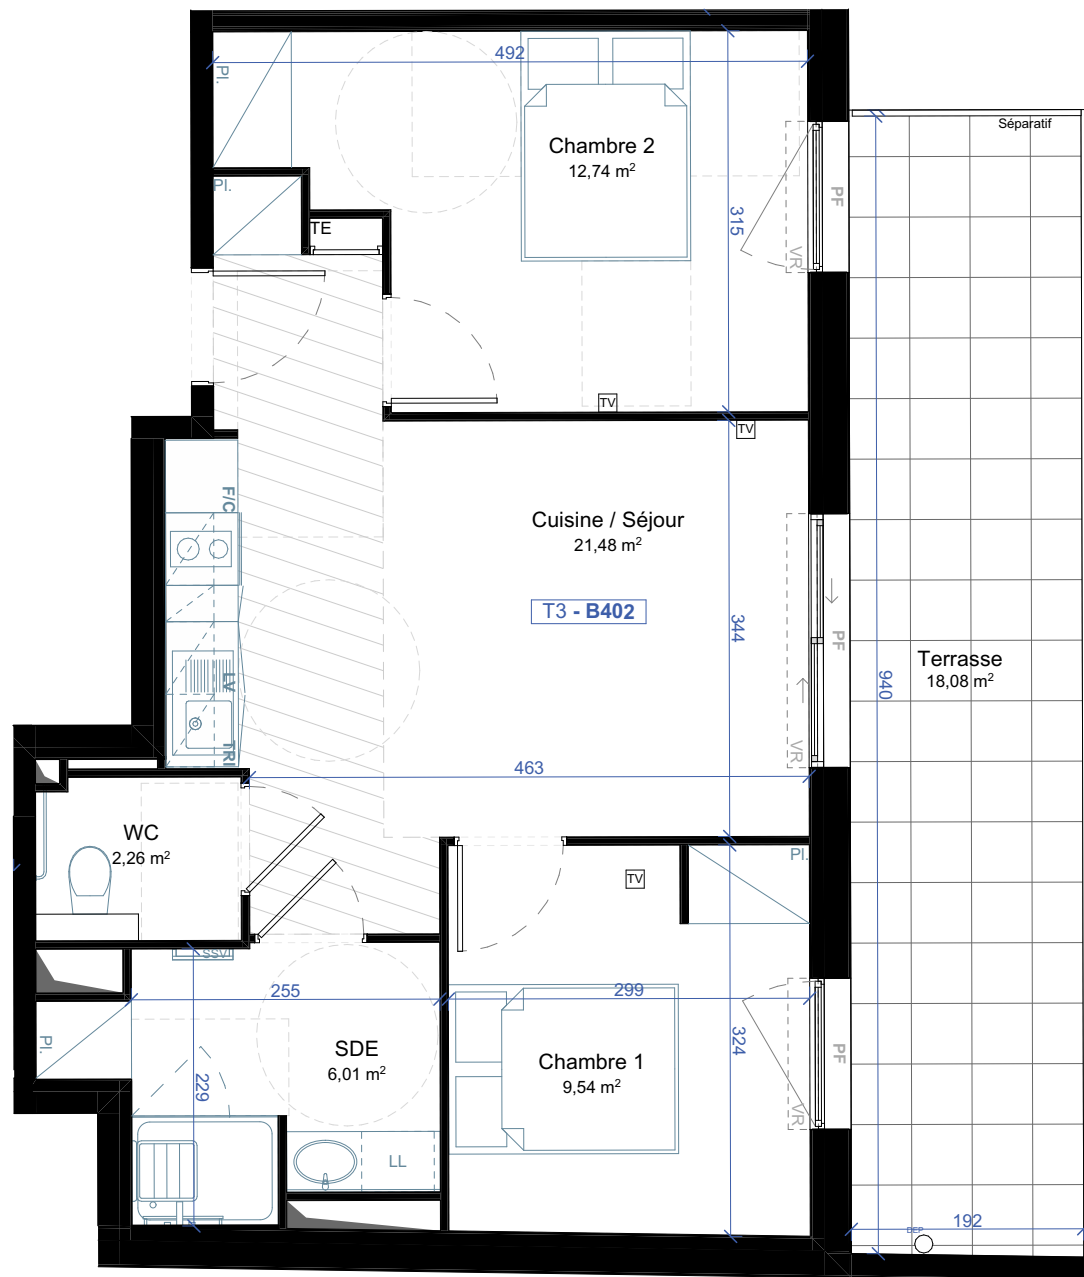 492
Pl.
Séparatif
Chambre 2
12,74 m²
Pl.
PF
315
TE
VR
TV
TV
F/C
Cuisine / Séjour
21,48 m²
T3 - B402
344
PF
Terrasse
18,08 m²
940
LV
TRI
VR
463
WC
2,26 m²
Pl.
TV
SSV
255
299
Pl.
SDE
6,01 m²
Chambre 1
9,54 m²
324
PF
229
VR
LL
DEP
192